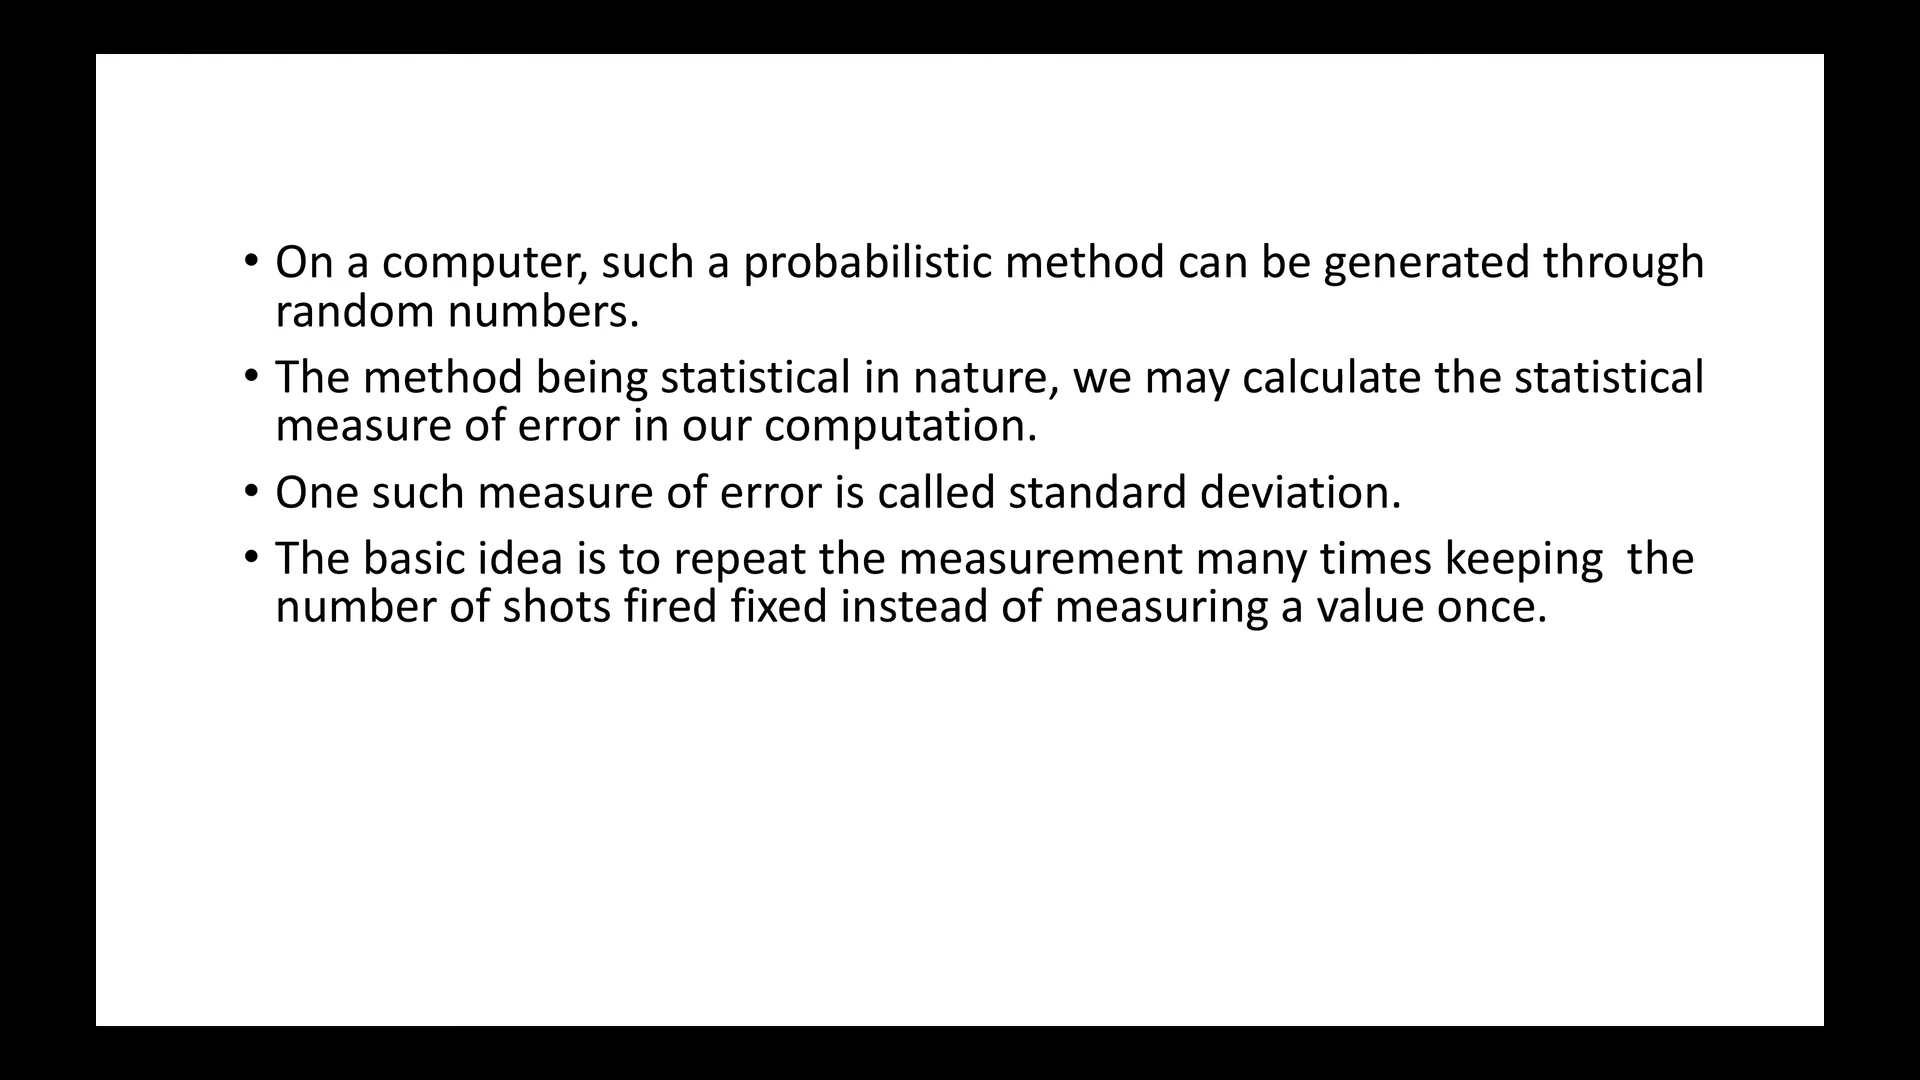 • On a computer, such a probabilistic method can be generated through
random numbers.
• The method being statistical in nature, we may calculate the statistical
measure of error in our computation.
• One such measure of error is called standard deviation.
• The basic idea is to repeat the measurement many times keeping  the
number of shots fired fixed instead of measuring a value once.